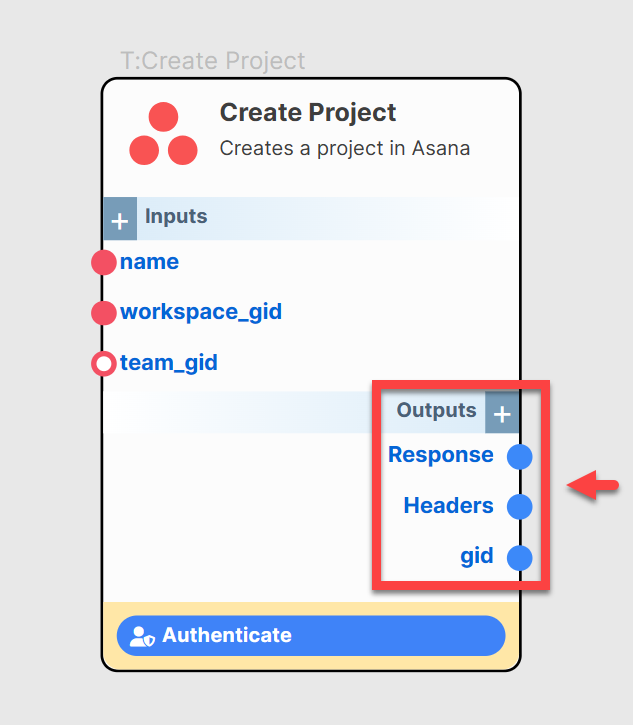 T:Create Project
Create Project
Creates a project in Asana
+ Inputs
name
workspace_gid
team_gid
Outputs +
Response
Headers
gid
Authenticate